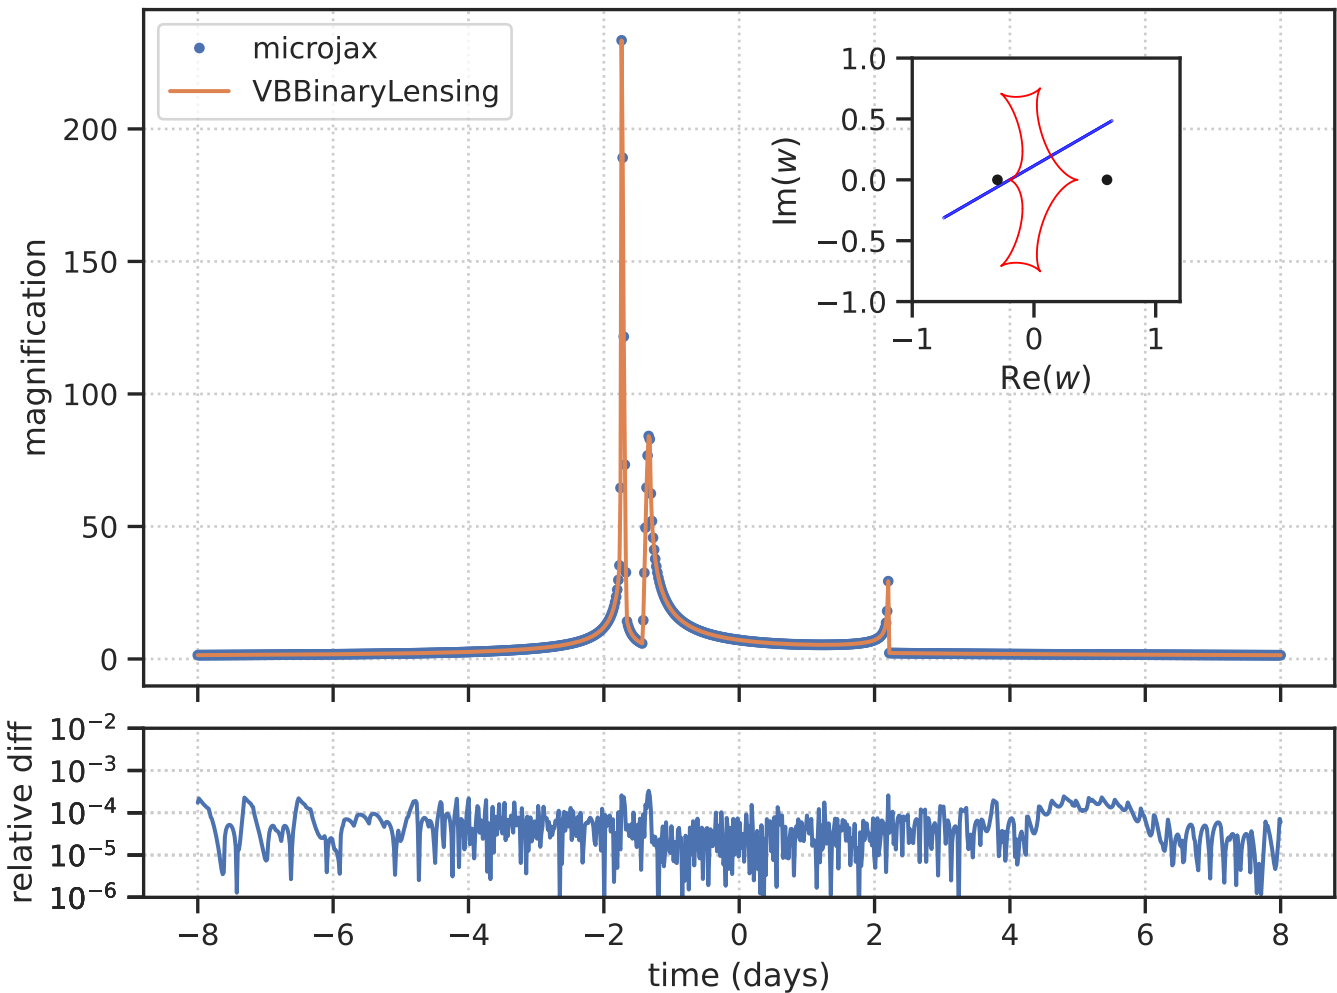 microjax
VBBinaryLensing
magnification
200
150
100
50
0
Im(w)
1.0
0.5
0.0
−0.5
−1.0
−1 0 1
Re(w)
relative diff
10⁻²
10⁻³
10⁻⁴
10⁻⁵
10⁻⁶
−8 −6 −4 −2 0 2 4 6 8
time (days)